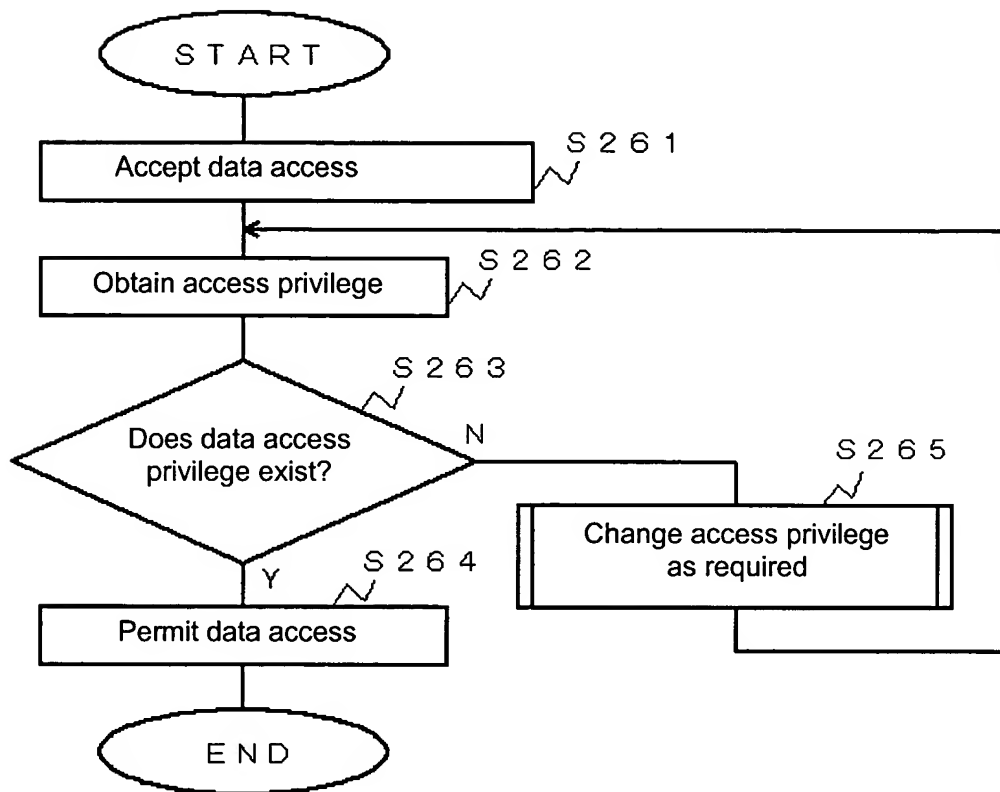 START
S261
Accept data access
S262
Obtain access privilege
S263
Does data access
privilege exist?
N
S265
Change access privilege
as required
Y
S264
Permit data access
END